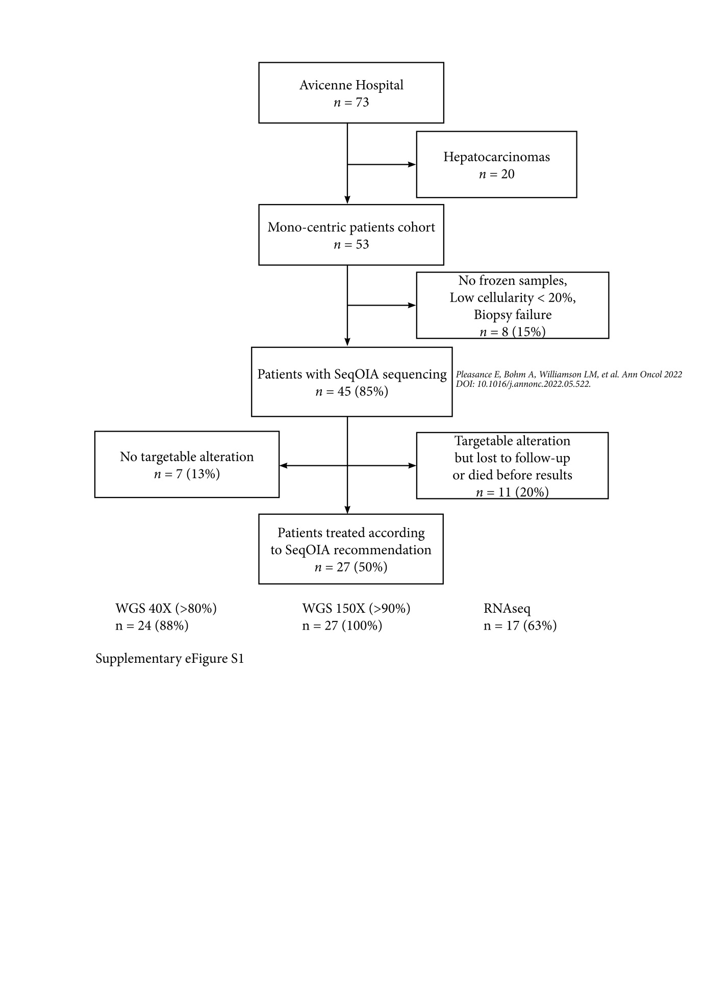 Avicenne Hospital
n = 73
Hepatocarcinomas
n = 20
Mono-centric patients cohort
n = 53
No frozen samples,
Low cellularity < 20%,
Biopsy failure
n = 8 (15%)
Patients with SeqOIA sequencing
n = 45 (85%)
Pleasance E, Bohm A, Williamson LM, et al. Ann Oncol 2022
DOI: 10.1016/j.annonc.2022.05.522.
No targetable alteration
n = 7 (13%)
Targetable alteration
but lost to follow-up
or died before results
n = 11 (20%)
Patients treated according
to SeqOIA recommendation
n = 27 (50%)
WGS 40X (>80%)
n = 24 (88%)
WGS 150X (>90%)
n = 27 (100%)
RNAseq
n = 17 (63%)
Supplementary eFigure S1